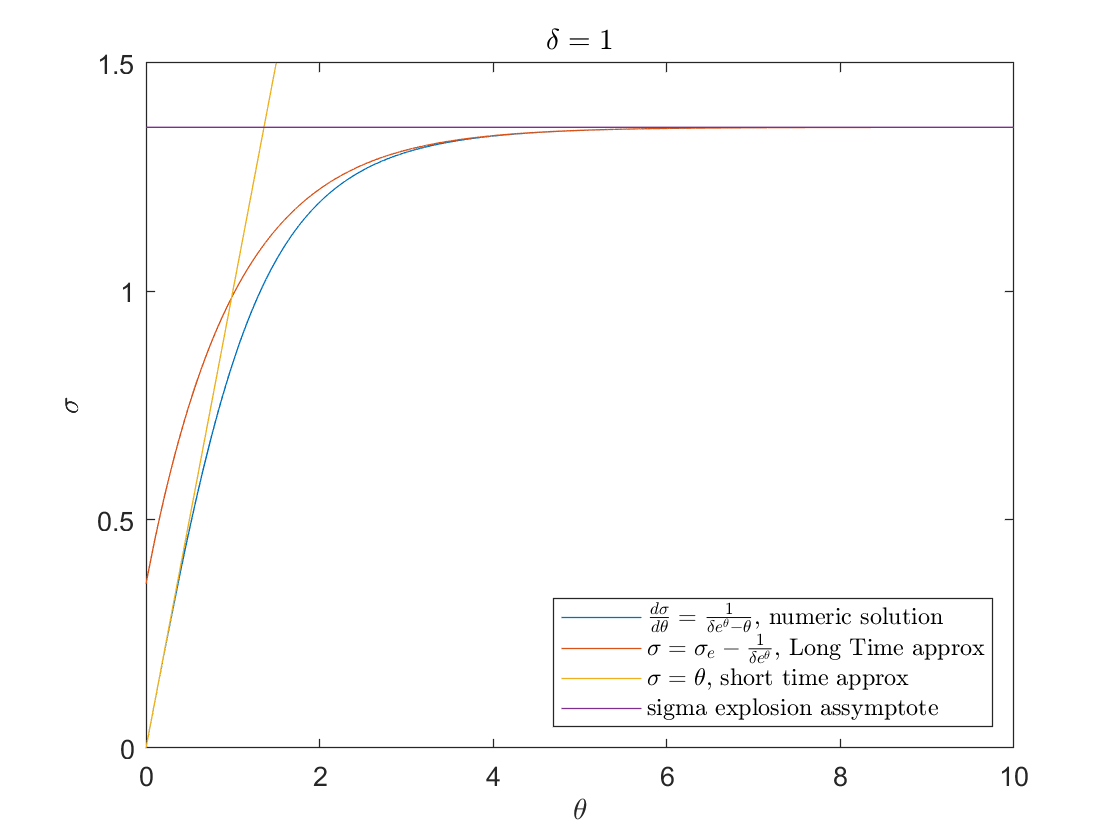 δ = 1
1.5
1
0.5
0
σ
0 2 4 6 8 10
θ
dσ/dθ = 1/(δe^θ−θ), numeric solution
σ = σ_e − 1/(δe^θ), Long Time approx
σ = θ, short time approx
sigma explosion assymptote